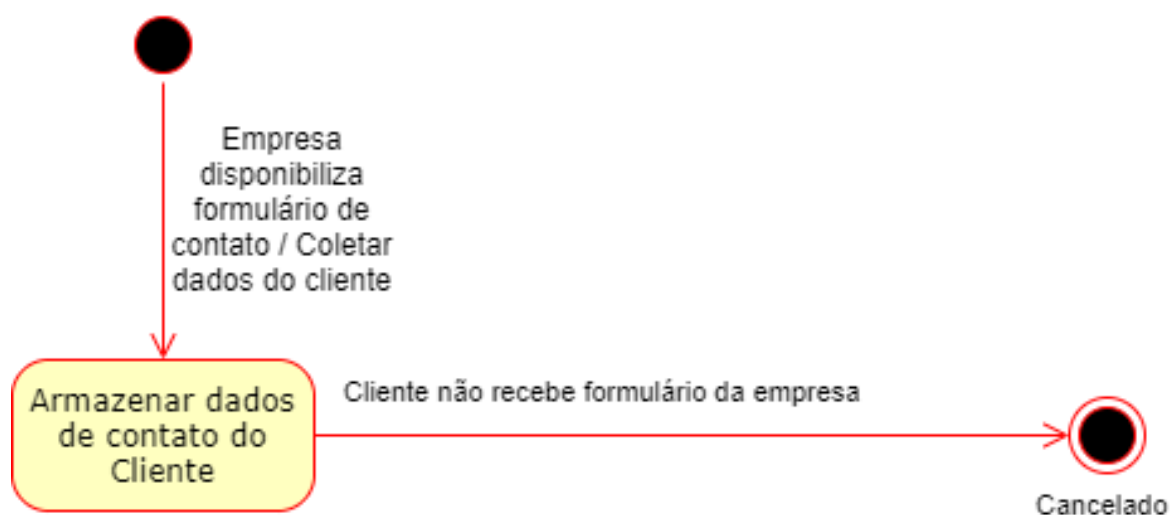 Empresa
disponibiliza
formulário de
contato / Coletar
dados do cliente
Armazenar dados
de contato do
Cliente
Cliente não recebe formulário da empresa
Cancelado